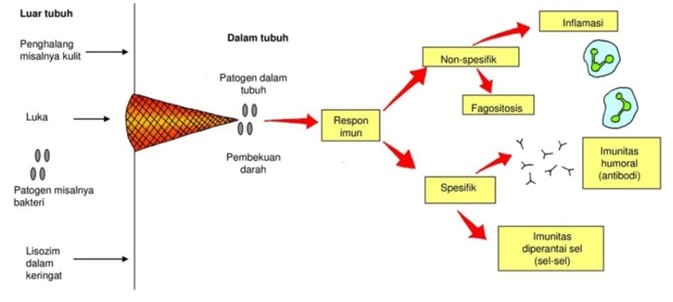 Luar tubuh
Penghalang
misalnya kulit
Luka
Patogen misalnya
bakteri
Lisozim
dalam
keringat
Dalam tubuh
Patogen dalam
tubuh
Pembekuan
darah
Respon
imun
Non-spesifik
Inflamasi
Fagositosis
Spesifik
Imunitas
humoral
(antibodi)
Imunitas
diperantai sel
(sel-sel)